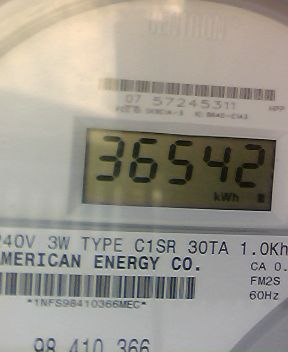 CENTRON
07 57245311
36542
kWh
240V 3W TYPE C1SR 30TA 1.0Kh
AMERICAN ENERGY CO.
CA 0.
FM2S
60Hz
*1NFS98410366MEC*
98 410 366